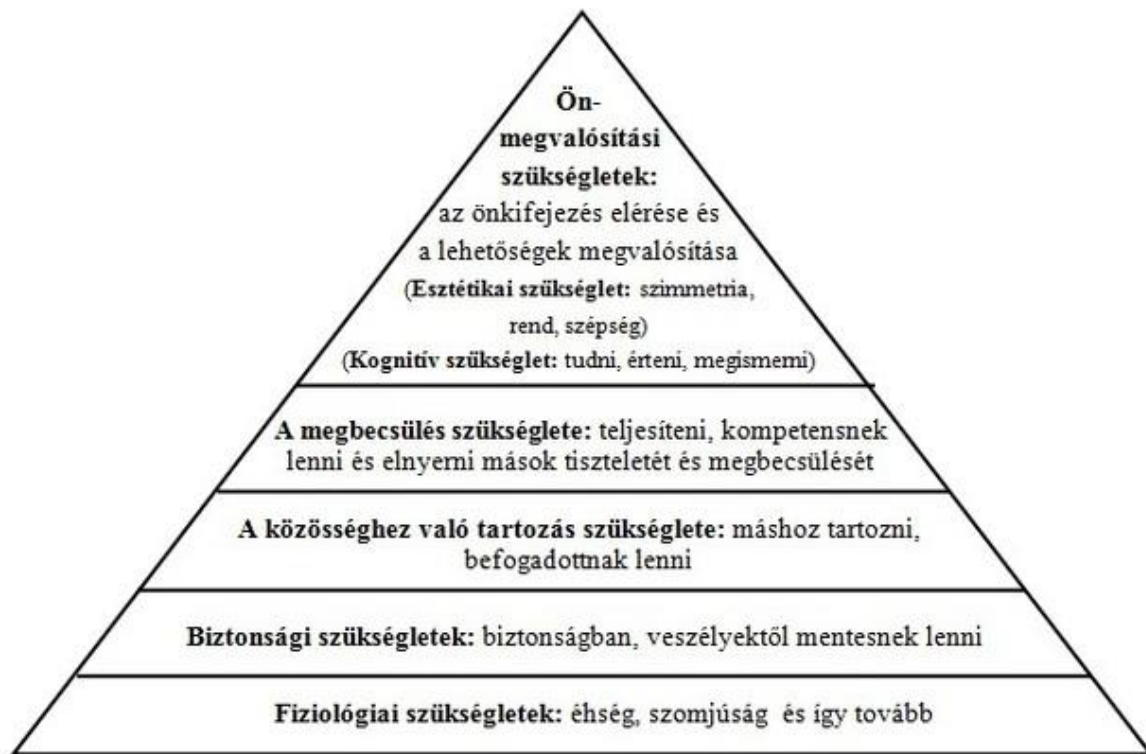 Ön-
megvalósítási
szükségletek:
az önkifejezés elérése és
a lehetőségek megvalósítása
(Esztétikai szükséglet: szimmetria,
rend, szépség)
(Kognitív szükséglet: tudni, érteni, megismerni)
A megbecsülés szükséglete: teljesíteni, kompetensnek
lenni és elnyerni mások tiszteletét és megbecsülését
A közösséghez való tartozás szükséglete: máshoz tartozni,
befogadottnak lenni
Biztonsági szükségletek: biztonságban, veszélyektől mentesnek lenni
Fiziológiai szükségletek: éhség, szomjúság és így tovább